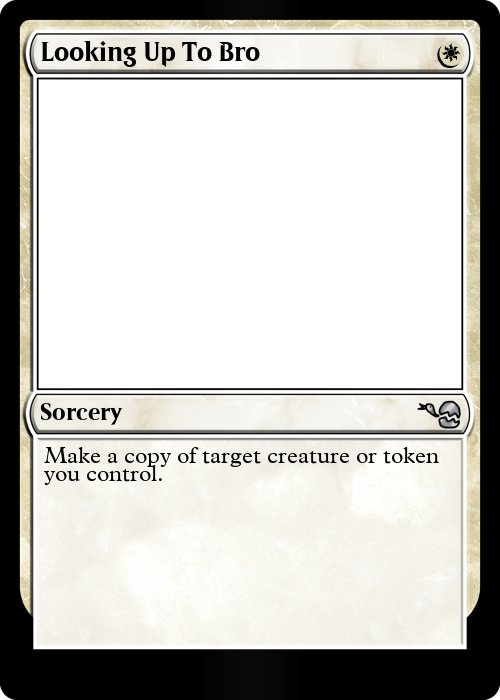 Looking Up To Bro
Sorcery
Make a copy of target creature or token
you control.